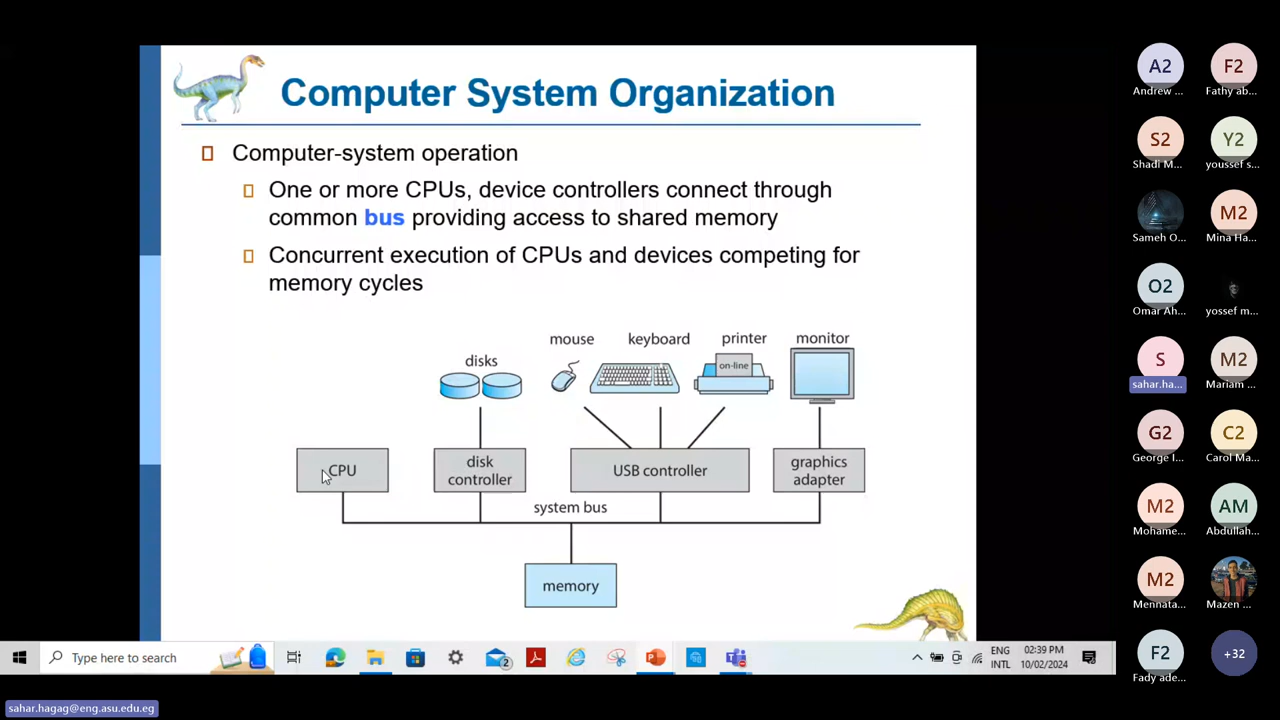 Computer System Organization
Computer-system operation
One or more CPUs, device controllers connect through
common bus providing access to shared memory
Concurrent execution of CPUs and devices competing for
memory cycles
mouse
keyboard
printer
monitor
disks
on-line
CPU
disk
controller
USB controller
graphics
adapter
system bus
memory
A2
Andrew ...
F2
Fathy ab...
S2
Shadi M...
Y2
youssef s...
Sameh O...
M2
Mina Ha...
O2
Omar Ah...
yossef m...
S
sahar.ha...
M2
Mariam ...
G2
George I...
C2
Carol Ma...
M2
Mohame...
AM
Abdullah...
M2
Mennata...
Mazen ...
F2
Fady ade...
+32
Type here to search
2
ENG
INTL
02:39 PM
10/02/2024
sahar.hagag@eng.asu.edu.eg